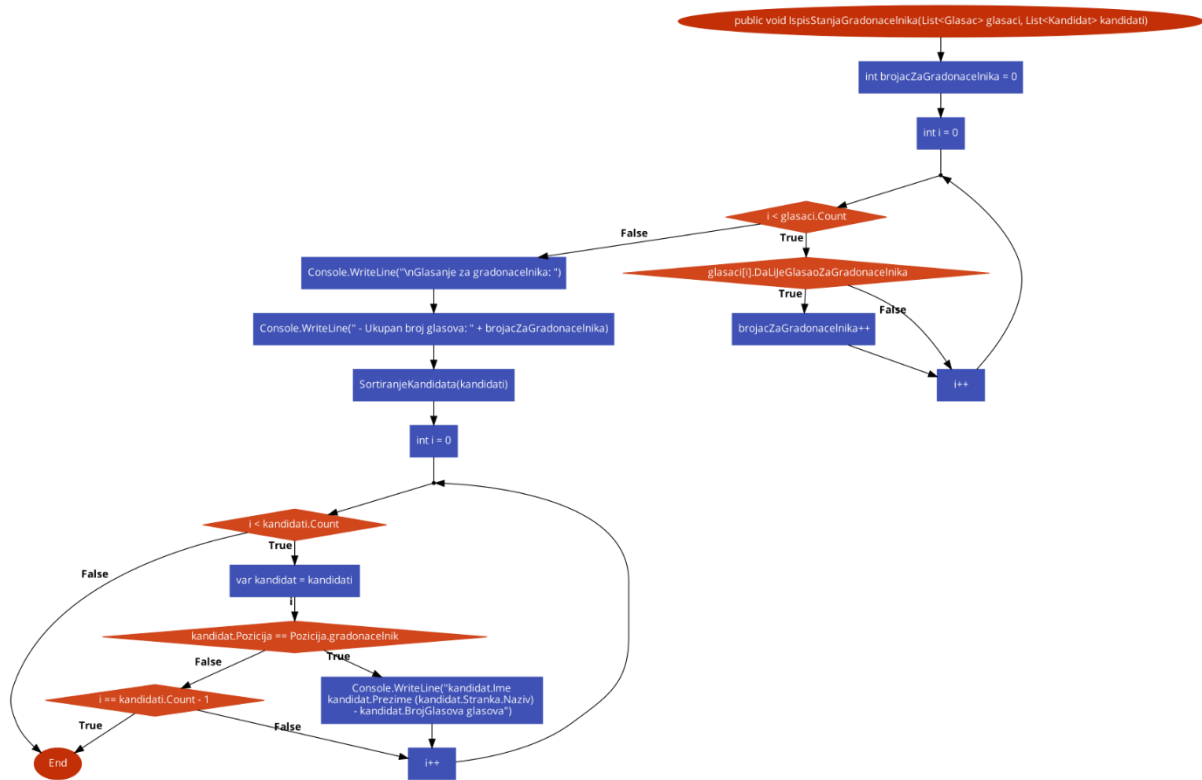 public void IspisStanjaGradonacelnika(List<Glasac> glasaci, List<Kandidat> kandidati)
int brojacZaGradonacelnika = 0
int i = 0
i < glasaci.Count
False
True
Console.WriteLine("\nGlasanje za gradonacelnika: ")
glasaci[i].DaLiJeGlasaoZaGradonacelnika
True
False
Console.WriteLine(" - Ukupan broj glasova: " + brojacZaGradonacelnika)
brojacZaGradonacelnika++
SortiranjeKandidata(kandidati)
i++
int i = 0
i < kandidati.Count
True
False
var kandidat = kandidati
i
kandidat.Pozicija == Pozicija.gradonacelnik
False
True
i == kandidati.Count - 1
Console.WriteLine("kandidat.Ime
kandidat.Prezime (kandidat.Stranka.Naziv)
- kandidat.BrojGlasova glasova")
True
False
End
i++